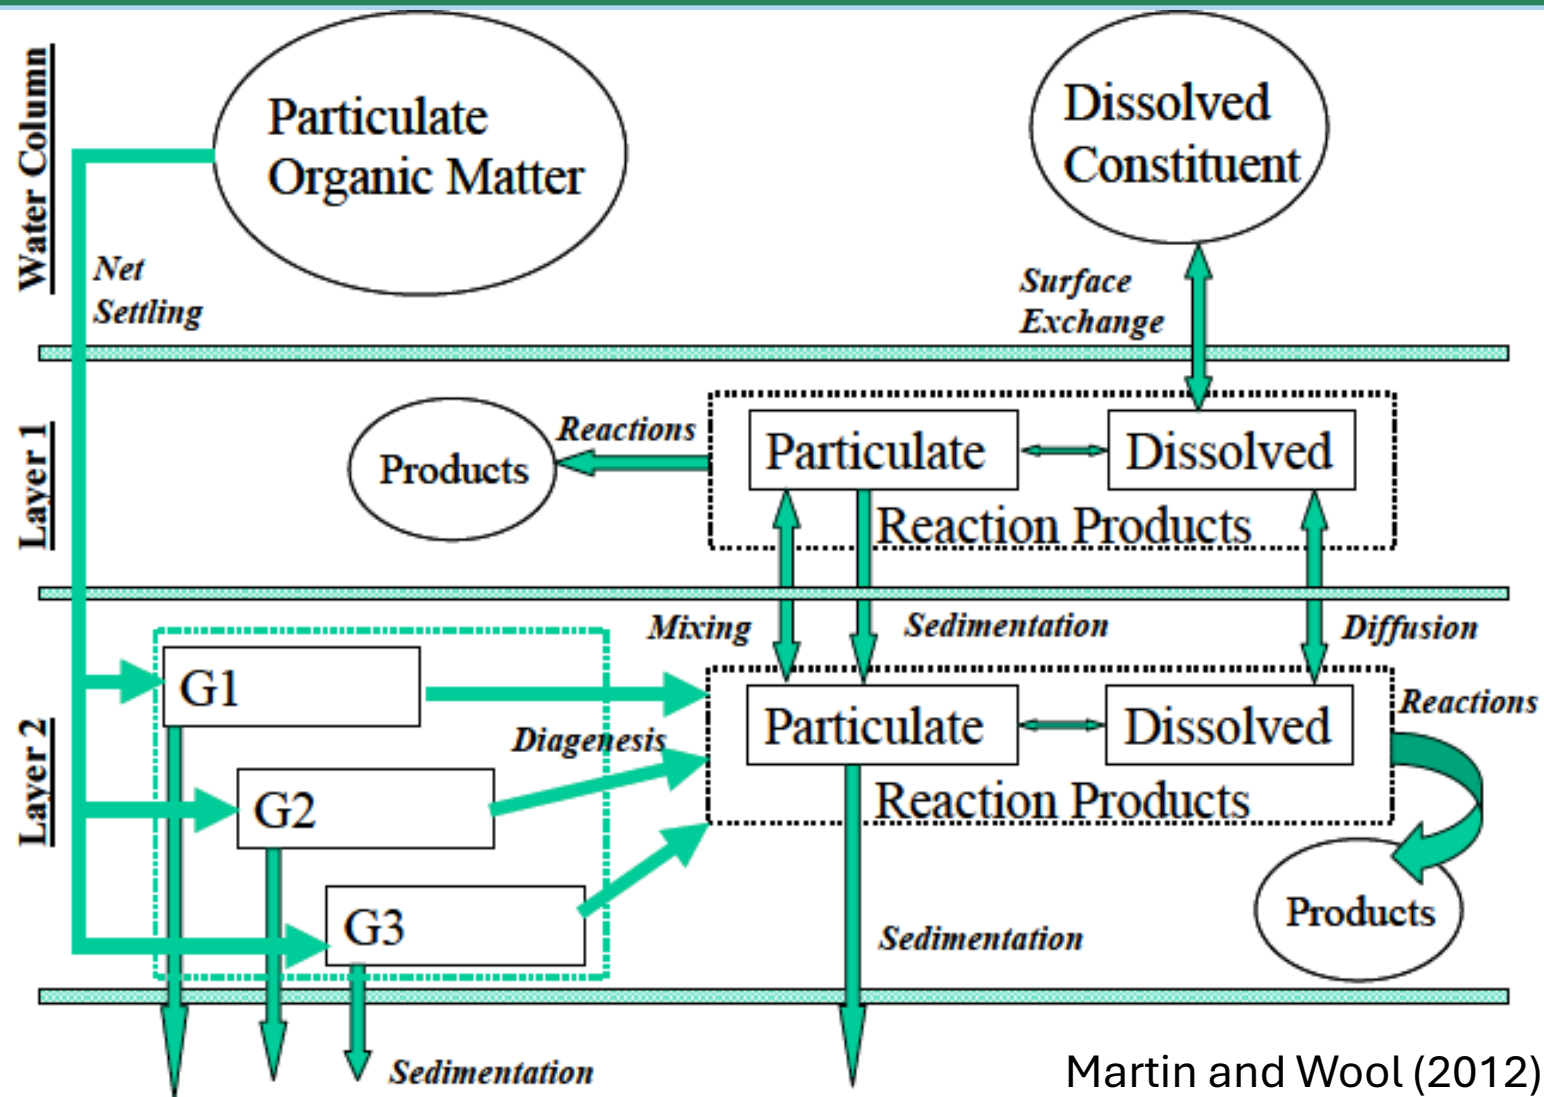 Water Column
Particulate
Organic Matter
Dissolved
Constituent
Net
Settling
Surface
Exchange
Layer 1
Products
Reactions
Particulate
Dissolved
Reaction Products
Mixing
Sedimentation
Diffusion
Layer 2
G1
G2
G3
Diagenesis
Particulate
Dissolved
Reaction Products
Reactions
Products
Sedimentation
Sedimentation
Martin and Wool (2012)